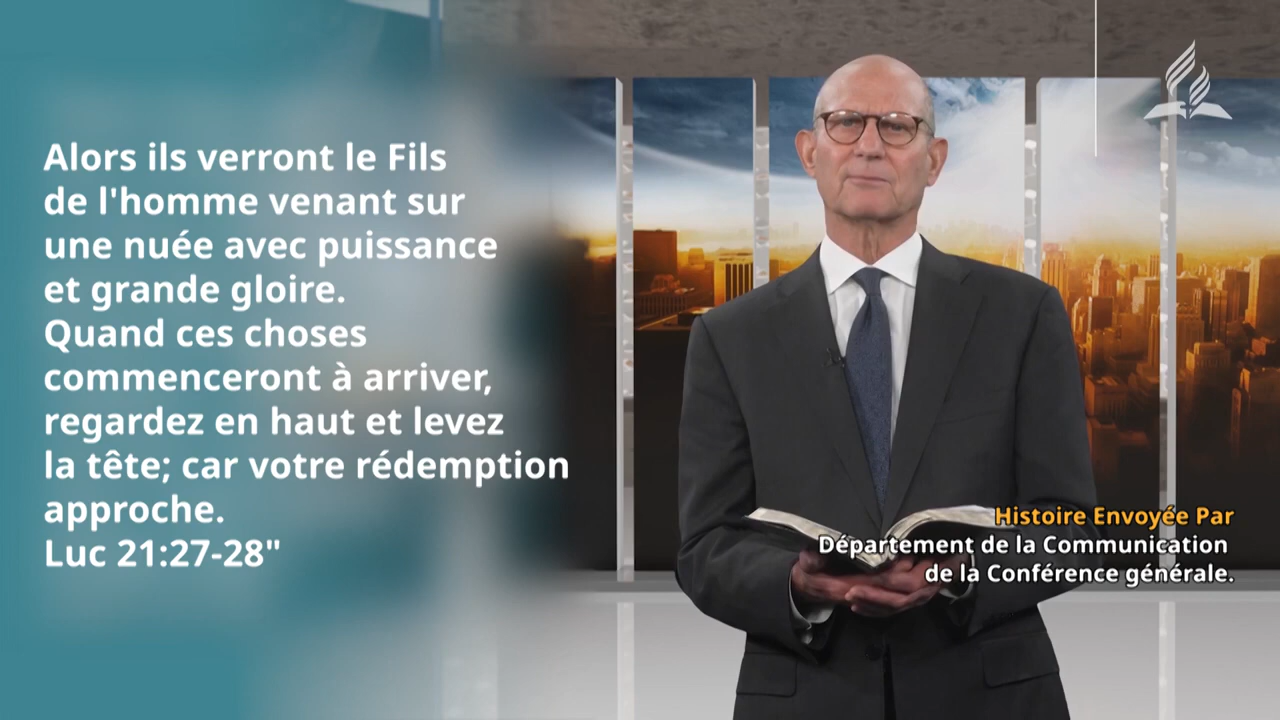 Alors ils verront le Fils
de l'homme venant sur
une nuée avec puissance
et grande gloire.
Quand ces choses
commenceront à arriver,
regardez en haut et levez
la tête; car votre rédemption
approche.
Luc 21:27-28"
Histoire Envoyée Par
Département de la Communication
de la Conférence générale.